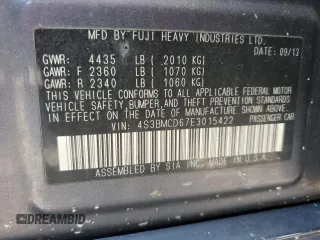 MFD BY FUJI HEAVY INDUSTRIES LTD.
DATE: 09/13
GVWR: 4435 LB (2010 KG)
GAWR: F 2360 LB (1070 KG)
GAWR: R 2340 LB (1060 KG)
THIS VEHICLE CONFORMS TO ALL APPLICABLE FEDERAL MOTOR
VEHICLE SAFETY, BUMPER, AND THEFT PREVENTION STANDARDS
IN EFFECT ON THE DATE OF MANUFACTURE SHOWN ABOVE.
VIN: 4S3BMCD67E3015422
PASSENGER CAR
ASSEMBLED BY SIA INC. MADE IN U.S.A.
© DREAMBID